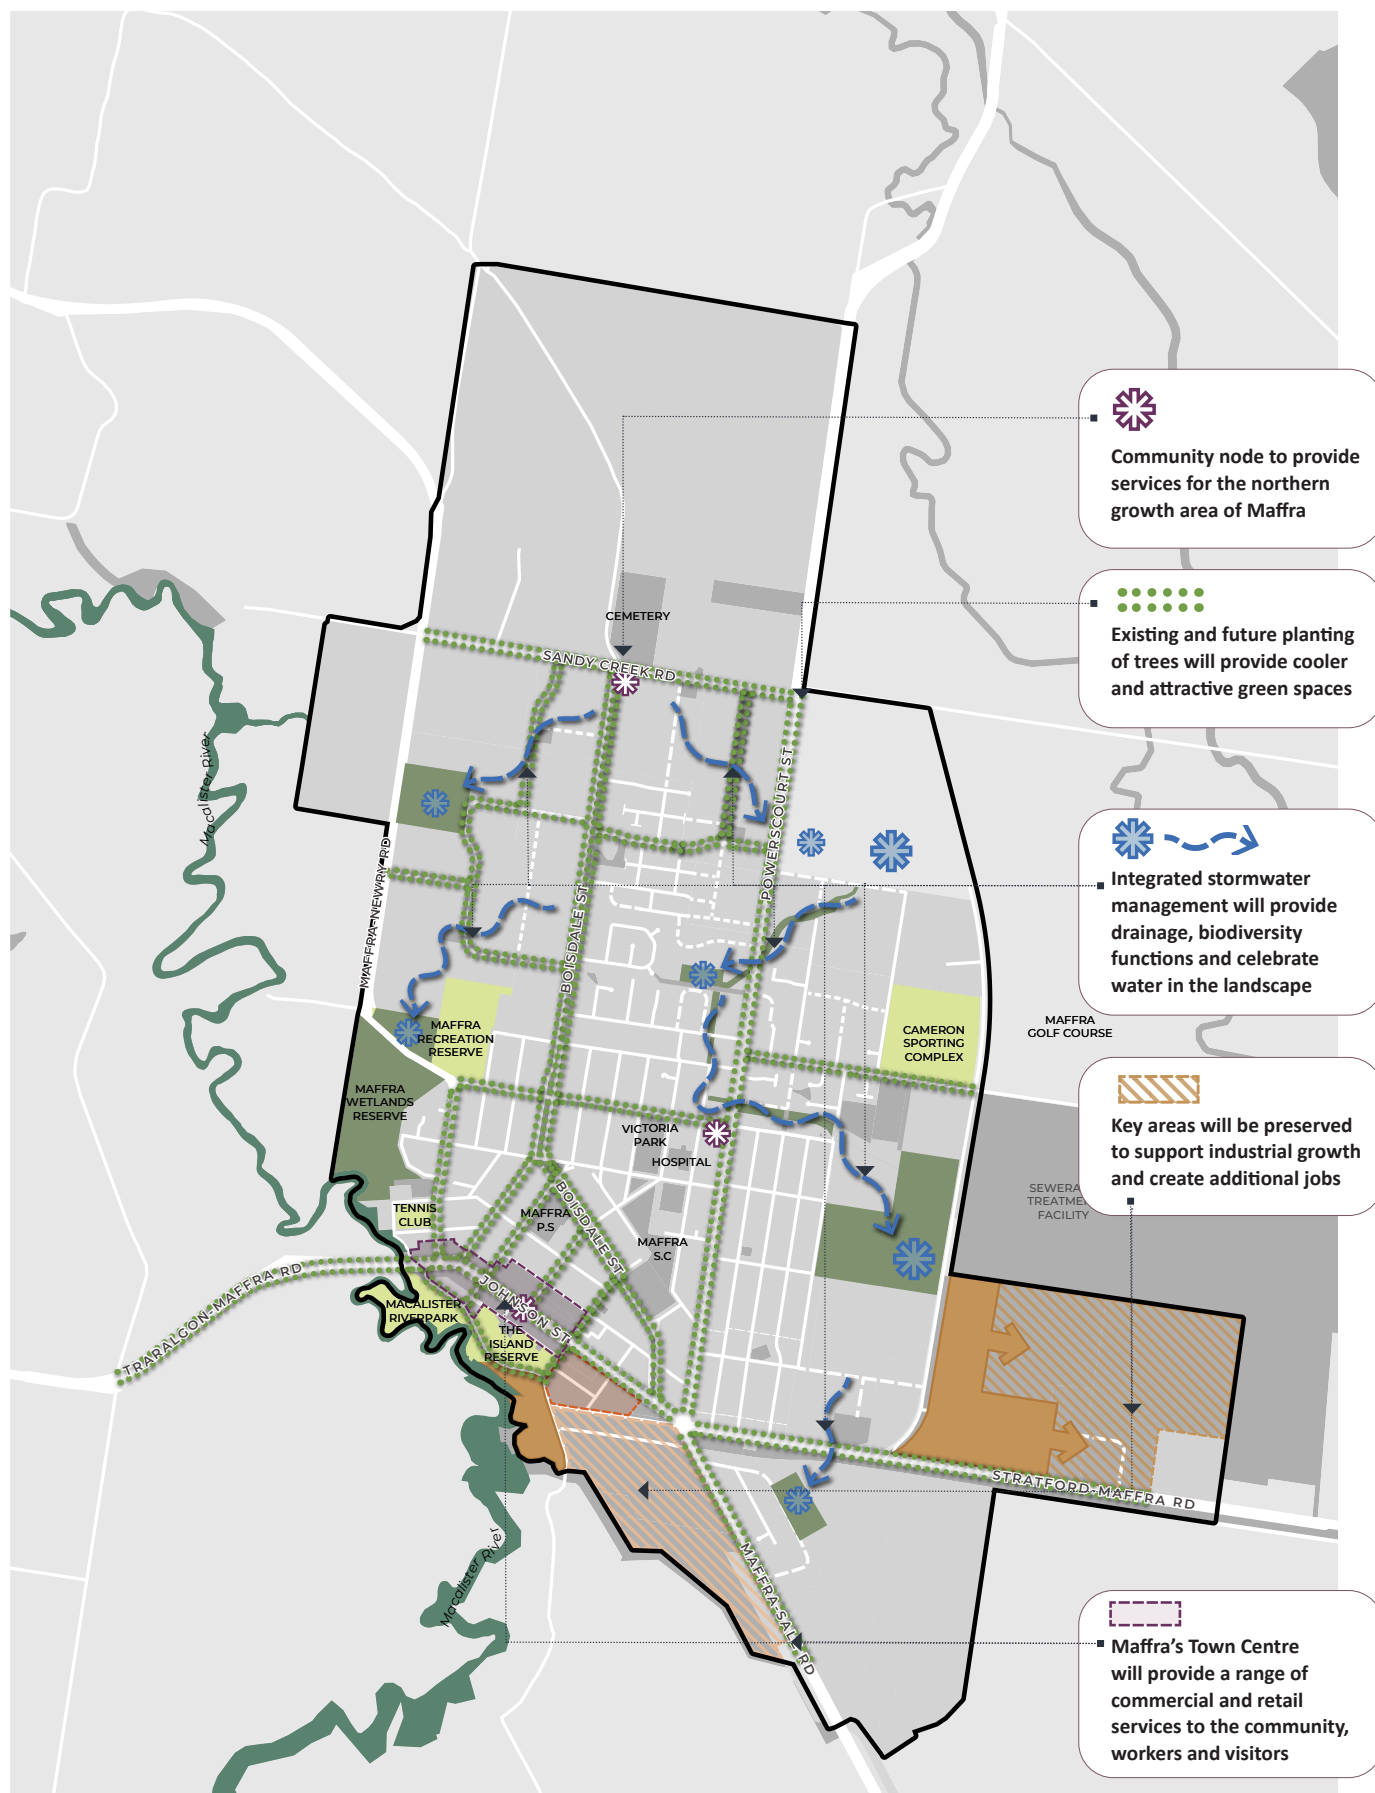 Community node to provide
services for the northern
growth area of Maffra
Existing and future planting
of trees will provide cooler
and attractive green spaces
Integrated stormwater
management will provide
drainage, biodiversity
functions and celebrate
water in the landscape
Key areas will be preserved
to support industrial growth
and create additional jobs
Maffra's Town Centre
will provide a range of
commercial and retail
services to the community,
workers and visitors
CEMETERY
SANDY CREEK RD
Macalister River
MAFFRA-NEWRY RD
BOISDALE ST
POWERSCOURT ST
MAFFRA
RECREATION
RESERVE
CAMERON
SPORTING
COMPLEX
MAFFRA
GOLF COURSE
MAFFRA
WETLANDS
RESERVE
VICTORIA
PARK
HOSPITAL
TENNIS
CLUB
MAFFRA
P.S
BOISDALE ST
MAFFRA
S.C
TREATME
FACILITY
TRARALGON-MAFFRA RD
MACALISTER
RIVERPARK
JOHNSON ST
THE
ISLAND
RESERVE
STRATFORD-MAFFRA RD
MAFFRA-SALE RD
Macalister River